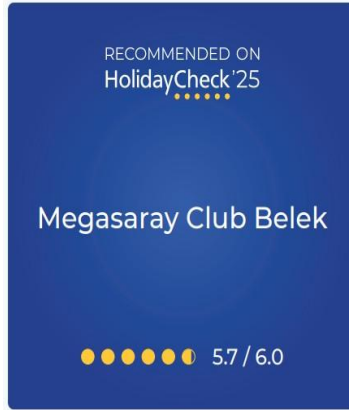 RECOMMENDED ON
HolidayCheck'25
Megasaray Club Belek
5.7 / 6.0